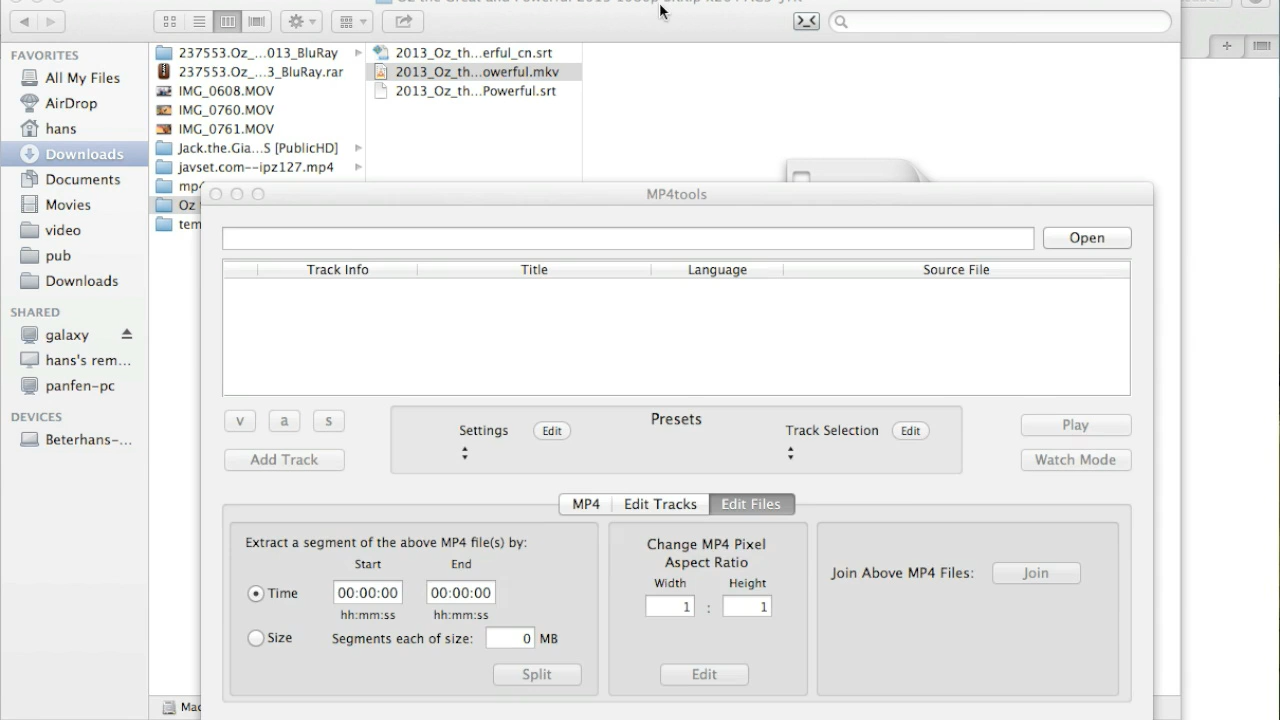 FAVORITES
All My Files
AirDrop
hans
Downloads
Documents
Movies
video
pub
Downloads
SHARED
galaxy
hans's rem...
panfen-pc
DEVICES
Beterhans-...
237553.Oz_...013_BluRay
237553.Oz_...3_BluRay.rar
IMG_0608.MOV
IMG_0760.MOV
IMG_0761.MOV
Jack.the.Gia...S [PublicHD]
javset.com--ipz127.mp4
mp4
Oz
tem
Mac
2013_Oz_th...erful_cn.srt
2013_Oz_th...owerful.mkv
2013_Oz_th...Powerful.srt
MP4tools
Open
Track Info Title Language Source File
v a s
Add Track
Presets
Settings Edit
Track Selection Edit
Play
Watch Mode
MP4 Edit Tracks Edit Files
Extract a segment of the above MP4 file(s) by:
Start End
Time 00:00:00 00:00:00
hh:mm:ss hh:mm:ss
Size Segments each of size: 0 MB
Split
Change MP4 Pixel
Aspect Ratio
Width Height
1 : 1
Edit
Join Above MP4 Files: Join